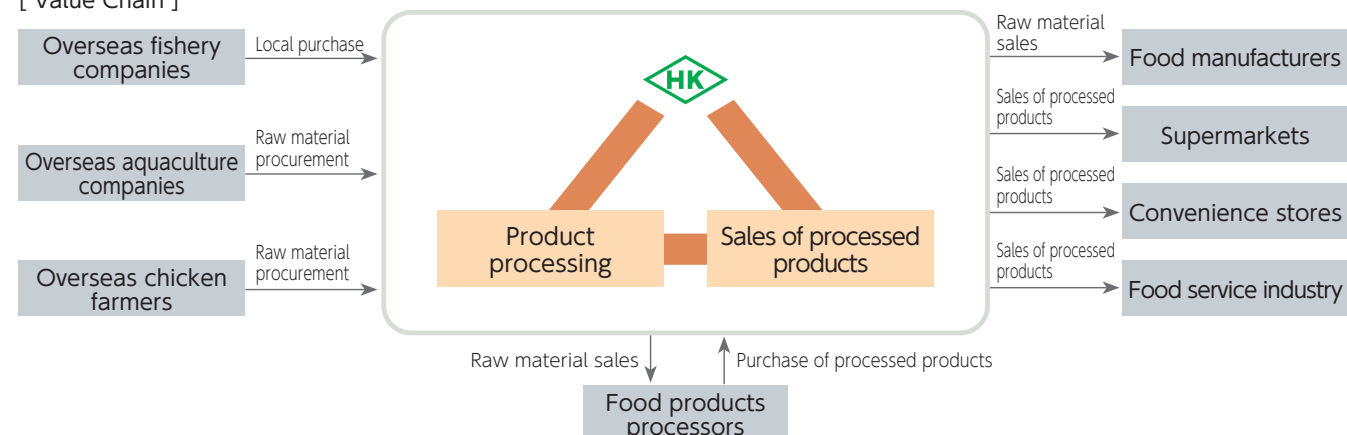 [ Value Chain ]
Overseas fishery
companies
Local purchase
Overseas aquaculture
companies
Raw material
procurement
Overseas chicken
farmers
Raw material
procurement
HK
Product
processing
Sales of processed
products
Raw material
sales
Food manufacturers
Sales of processed
products
Supermarkets
Sales of processed
products
Convenience stores
Sales of processed
products
Food service industry
Raw material sales
Purchase of processed products
Food products
processors